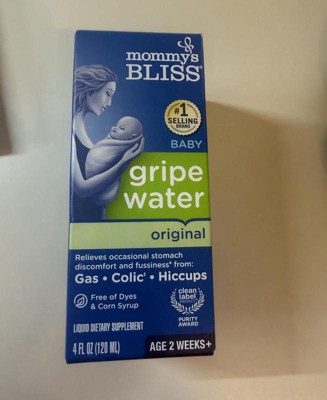 mommy's
BLISS®
#1
SELLING
BRAND
BABY
gripe
water
original
Relieves occasional stomach
discomfort and fussiness* from:
Gas • Colic¹ • Hiccups
Free of Dyes
& Corn Syrup
clean
label
PURITY
AWARD
LIQUID DIETARY SUPPLEMENT
4 FL OZ (120 ML)
AGE 2 WEEKS+